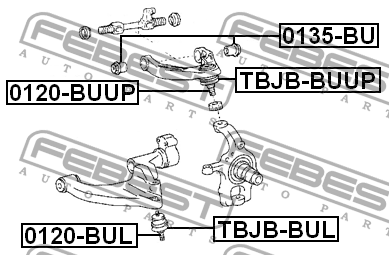 0135-BU
TBJB-BUUP
0120-BUUP
0120-BUL
TBJB-BUL
FEBEST
AUTO PARTS
FEBEST
AUTO PARTS
FEBEST
AUTO PARTS
FEBEST
AUTO PARTS